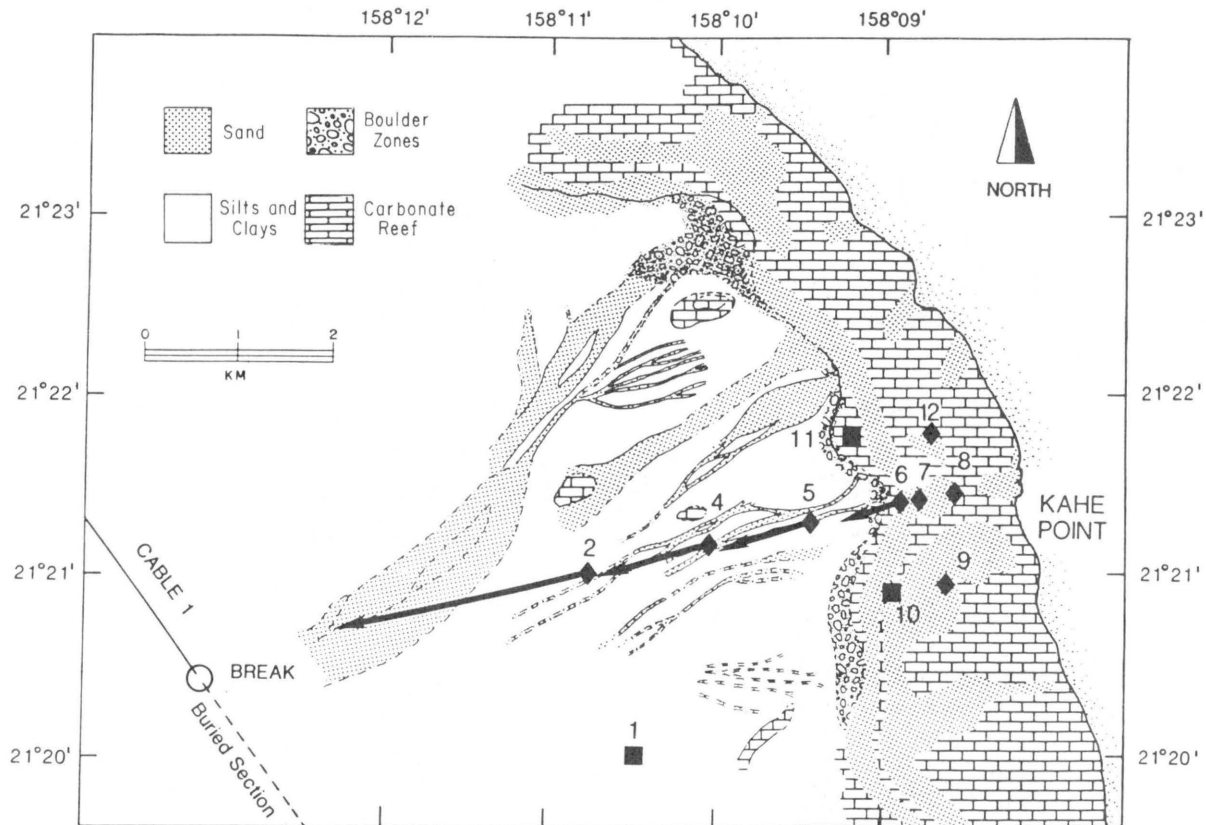 158°12' 158°11' 158°10' 158°09'
Sand
Boulder
Zones
Silts and
Clays
Carbonate
Reef
NORTH
21°23' 21°23'
0 1 2
KM
21°22' 21°22'
12
11
8
7
6
5
4
KAHE
POINT
2
9
21°21' 21°21'
CABLE 1
10
BREAK
Buried Section
1
21°20' 21°20'